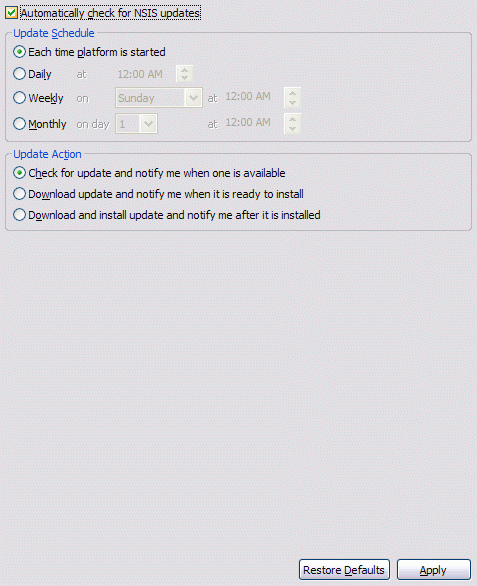 Automatically check for NSIS updates
Update Schedule
Each time platform is started
Daily at 12:00 AM
Weekly on Sunday at 12:00 AM
Monthly on day 1 at 12:00 AM
Update Action
Check for update and notify me when one is available
Download update and notify me when it is ready to install
Download and install update and notify me after it is installed
Restore Defaults Apply